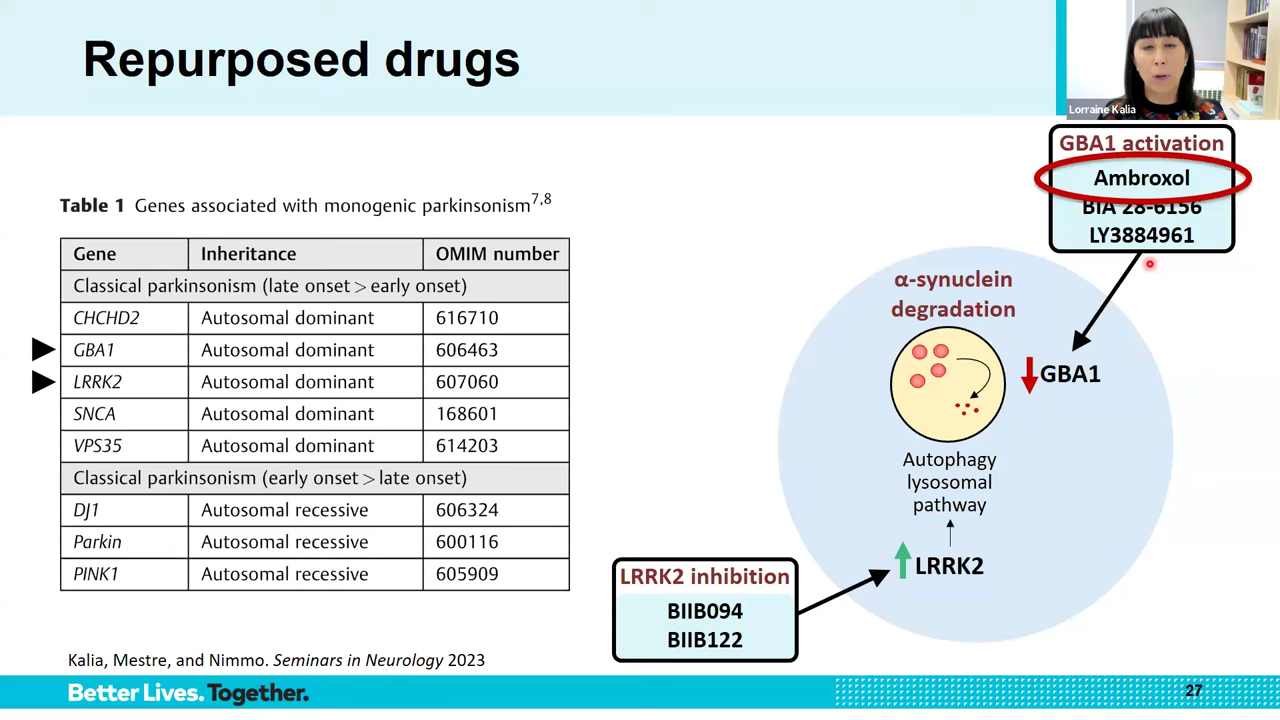 Repurposed drugs
Lorraine Kalia
GBA1 activation
Ambroxol
BIA 28-6156
LY3884961
Table 1 Genes associated with monogenic parkinsonism7,8
Gene Inheritance OMIM number
Classical parkinsonism (late onset > early onset)
CHCHD2 Autosomal dominant 616710
GBA1 Autosomal dominant 606463
LRRK2 Autosomal dominant 607060
SNCA Autosomal dominant 168601
VPS35 Autosomal dominant 614203
Classical parkinsonism (early onset > late onset)
DJ1 Autosomal recessive 606324
Parkin Autosomal recessive 600116
PINK1 Autosomal recessive 605909
α-synuclein
degradation
GBA1
Autophagy
lysosomal
pathway
LRRK2
LRRK2 inhibition
BIIB094
BIIB122
Kalia, Mestre, and Nimmo. Seminars in Neurology 2023
Better Lives. Together.
27